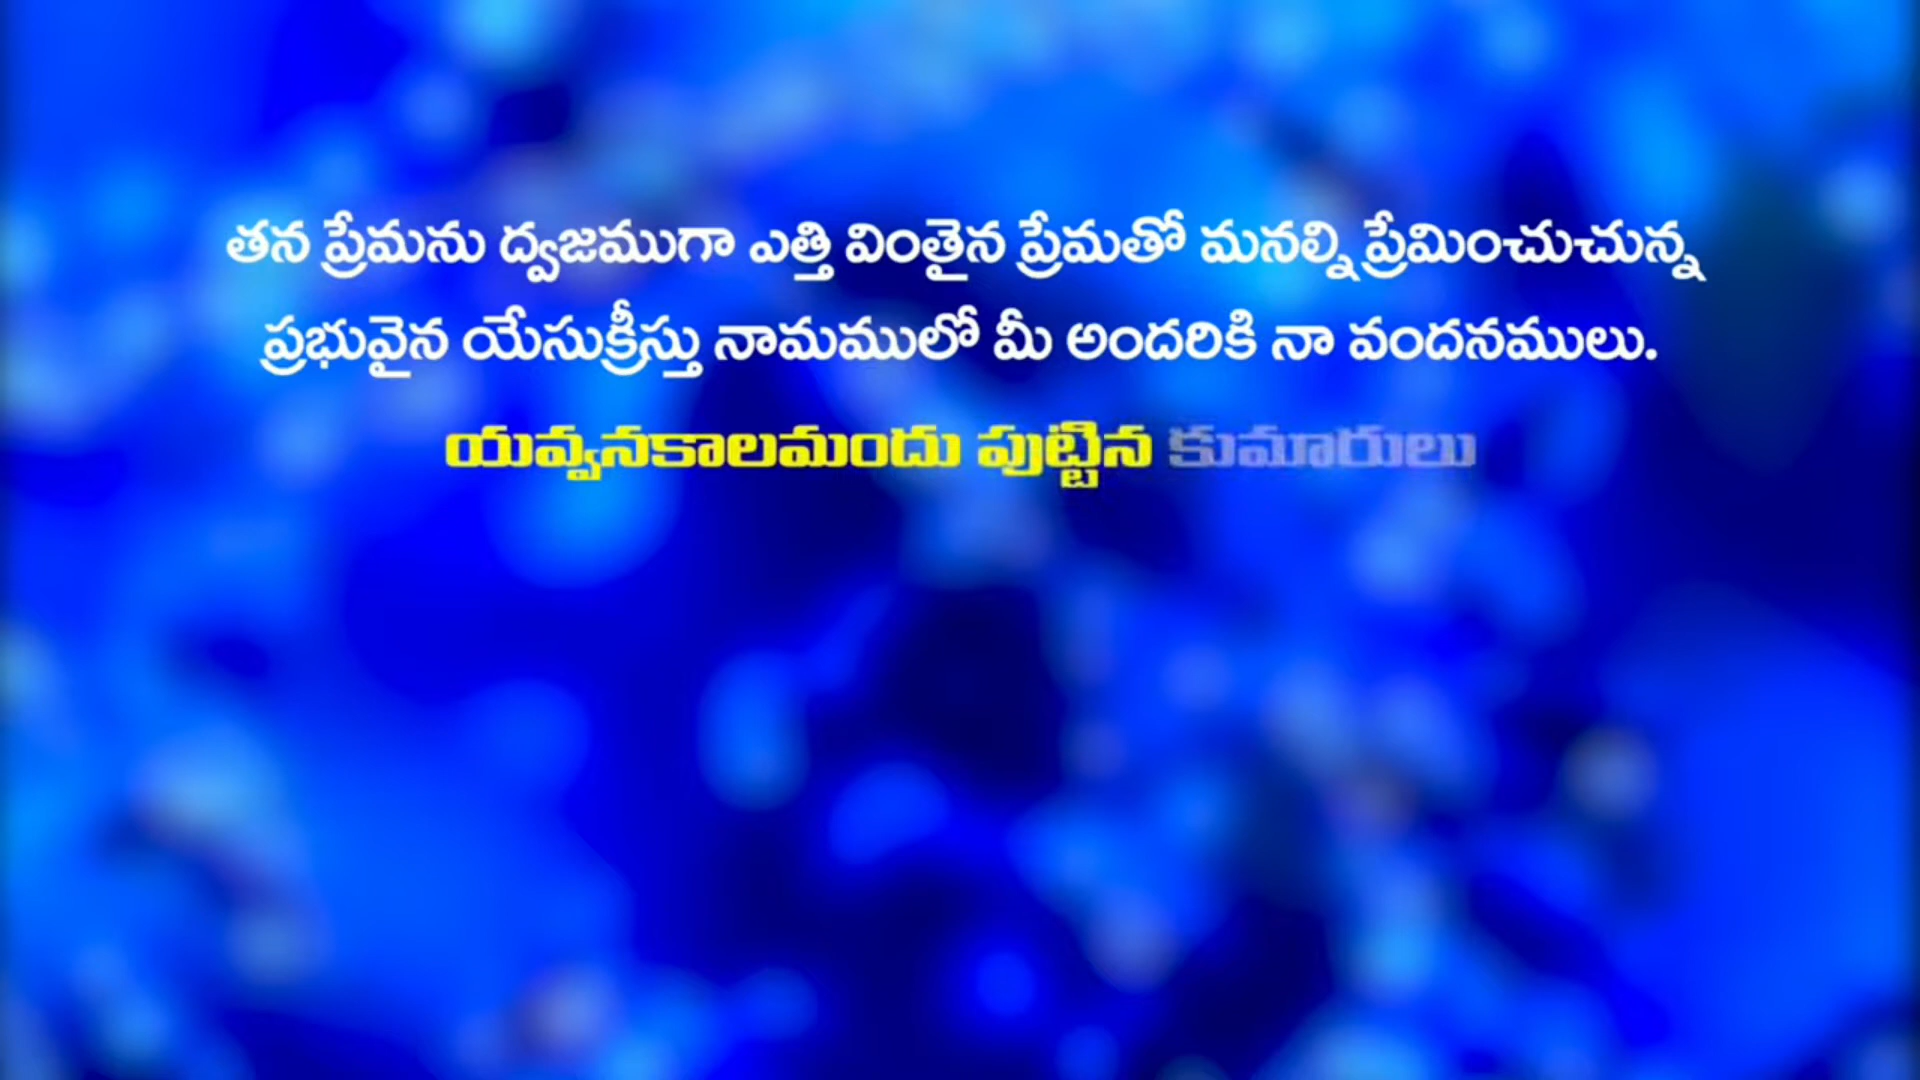 తన ప్రేమను ద్వజముగా ఎత్తి వింతైన ప్రేమతో మనల్ని ప్రేమించుచున్న
ప్రభువైన యేసుక్రీస్తు నామములో మీ అందరికి నా వందనములు.
యవ్వనకాలమందు పుట్టిన కుమారులు